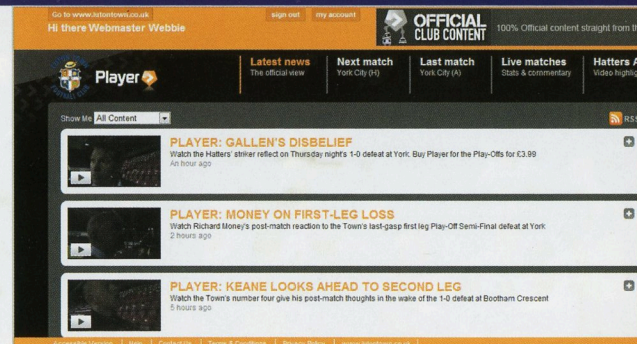 Go to www.lutontown.co.uk
sign out
my account
Hi there Webmaster Webbie
OFFICIAL
CLUB CONTENT
100% Official content straight from th
Player
Latest news
The official view
Next match
York City (H)
Last match
York City (A)
Live matches
Stats & commentary
Hatters A
Video highlig
Show Me All Content
RSS
PLAYER: GALLEN'S DISBELIEF
Watch the Hatters' striker reflect on Thursday night's 1-0 defeat at York. Buy Player for the Play-Offs for £3.99
An hour ago
PLAYER: MONEY ON FIRST-LEG LOSS
Watch Richard Money's post-match reaction to the Town's last-gasp first leg Play-Off Semi-Final defeat at York
2 hours ago
PLAYER: KEANE LOOKS AHEAD TO SECOND LEG
Watch the Town's number four give his post-match thoughts in the wake of the 1-0 defeat at Bootham Crescent
5 hours ago
Accessible Version | Help | Contact Us | Terms & Conditions | Privacy Policy | www.lutontown.co.uk |